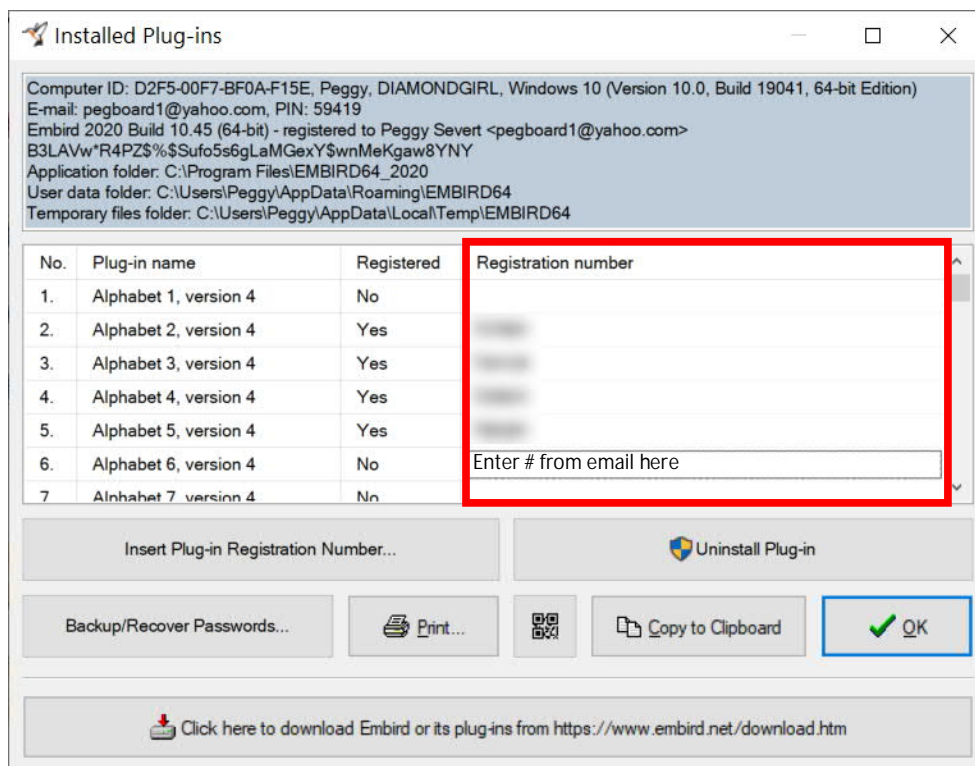 Installed Plug-ins
Computer ID: D2F5-00F7-BF0A-F15E, Peggy, DIAMONDGIRL, Windows 10 (Version 10.0, Build 19041, 64-bit Edition)
E-mail: pegboard1@yahoo.com, PIN: 59419
Embird 2020 Build 10.45 (64-bit) - registered to Peggy Severt <pegboard1@yahoo.com>
B3LAVw*R4PZ$%$Sufo5s6gLaMGexY$wnMeKgaw8YNY
Application folder: C:\Program Files\EMBIRD64_2020
User data folder: C:\Users\Peggy\AppData\Roaming\EMBIRD64
Temporary files folder: C:\Users\Peggy\AppData\Local\Temp\EMBIRD64
No. Plug-in name Registered Registration number
1. Alphabet 1, version 4 No
2. Alphabet 2, version 4 Yes
3. Alphabet 3, version 4 Yes
4. Alphabet 4, version 4 Yes
5. Alphabet 5, version 4 Yes
6. Alphabet 6, version 4 No Enter # from email here
7 Alphabet 7, version 4 No
Insert Plug-in Registration Number... Uninstall Plug-in
Backup/Recover Passwords... Print... Copy to Clipboard OK
Click here to download Embird or its plug-ins from https://www.embird.net/download.htm